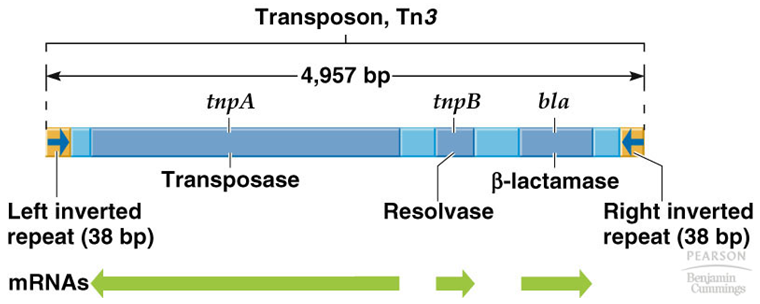 Transposon, Tn3
4,957 bp
tnpA
tnpB
bla
Transposase
Resolvase
β-lactamase
Left inverted
repeat (38 bp)
Right inverted
repeat (38 bp)
mRNAs
PEARSON
Benjamin
Cummings